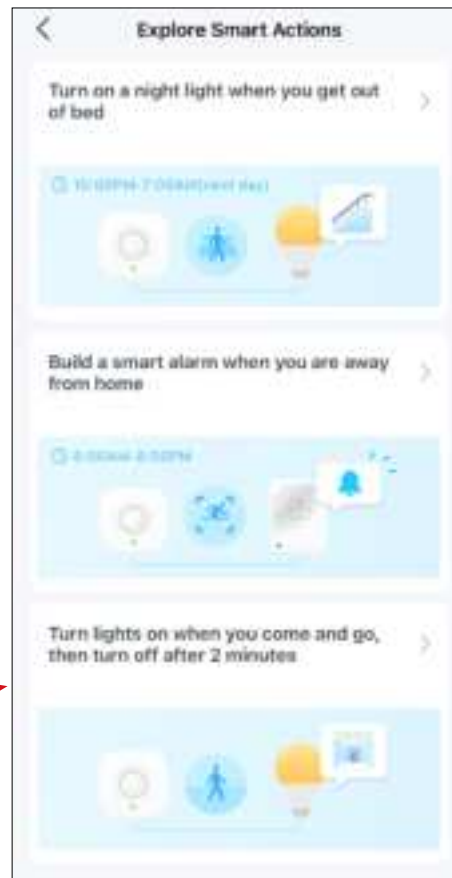 Explore Smart Actions
Turn on a night light when you get out
of bed
Build a smart alarm when you are away
from home
Turn lights on when you come and go,
then turn off after 2 minutes